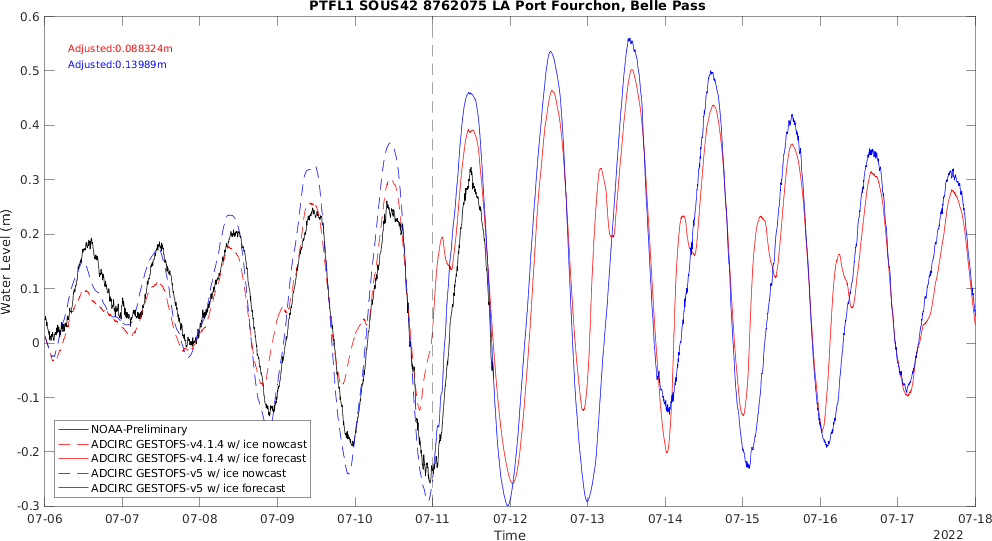 PTFL1 SOUS42 8762075 LA Port Fourchon, Belle Pass
0.6
0.5
0.4
0.3
0.2
0.1
0
-0.1
-0.2
-0.3
Water Level (m)
Adjusted:0.088324m
Adjusted:0.13989m
NOAA-Preliminary
ADCIRC GESTOFS-v4.1.4 w/ ice nowcast
ADCIRC GESTOFS-v4.1.4 w/ ice forecast
ADCIRC GESTOFS-v5 w/ ice nowcast
ADCIRC GESTOFS-v5 w/ ice forecast
07-06 07-07 07-08 07-09 07-10 07-11 07-12 07-13 07-14 07-15 07-16 07-17 07-18
Time
2022